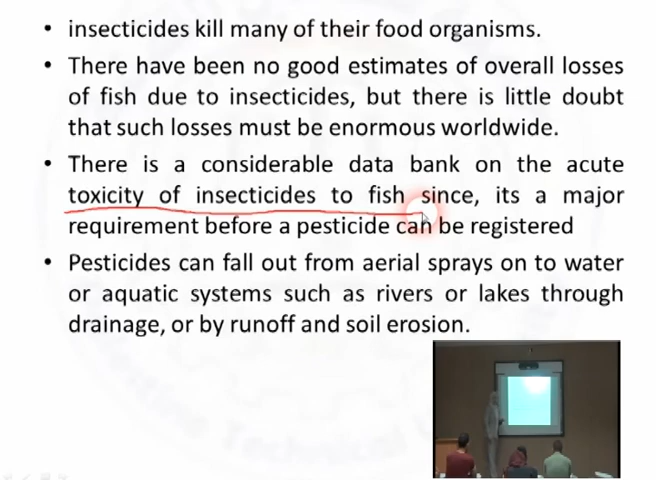 • insecticides kill many of their food organisms.
• There have been no good estimates of overall losses
of fish due to insecticides, but there is little doubt
that such losses must be enormous worldwide.
• There is a considerable data bank on the acute
toxicity of insecticides to fish since, its a major
requirement before a pesticide can be registered
• Pesticides can fall out from aerial sprays on to water
or aquatic systems such as rivers or lakes through
drainage, or by runoff and soil erosion.